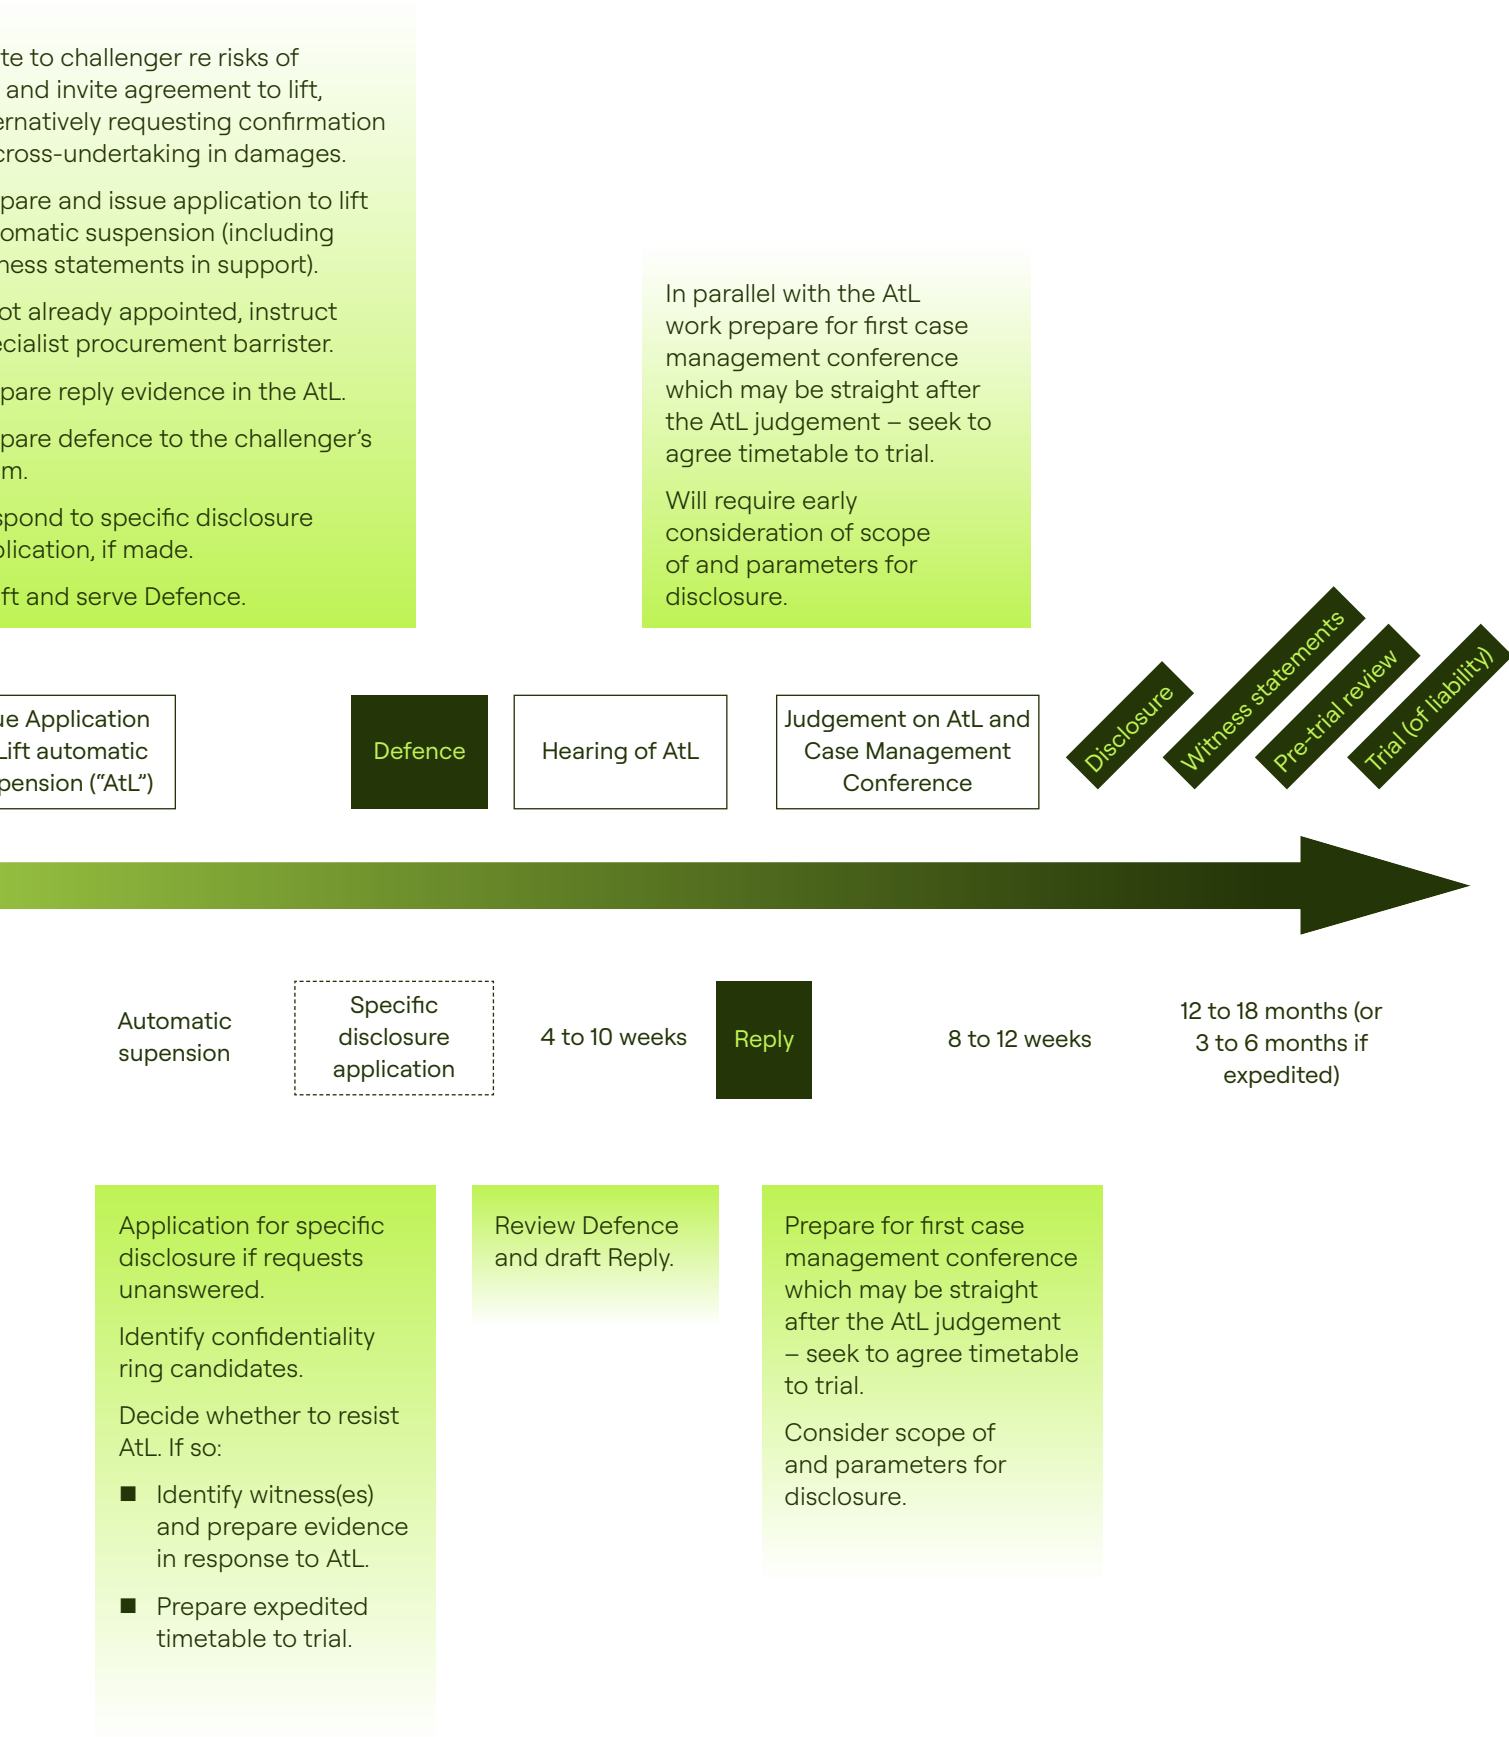 te to challenger re risks of
and invite agreement to lift,
ernatively requesting confirmation
cross-undertaking in damages.
pare and issue application to lift
omatic suspension (including
ness statements in support).
ot already appointed, instruct
ecialist procurement barrister.
pare reply evidence in the AtL.
pare defence to the challenger’s
m.
spond to specific disclosure
plication, if made.
ft and serve Defence.
In parallel with the AtL
work prepare for first case
management conference
which may be straight after
the AtL judgement – seek to
agree timetable to trial.
Will require early
consideration of scope
of and parameters for
disclosure.
ue Application
Lift automatic
pension (“AtL”)
Defence
Hearing of AtL
Judgement on AtL and
Case Management
Conference
Disclosure
Witness statements
Pre-trial review
Trial (of liability)
Automatic
supension
Specific
disclosure
application
4 to 10 weeks
Reply
8 to 12 weeks
12 to 18 months (or
3 to 6 months if
expedited)
Application for specific
disclosure if requests
unanswered.
Identify confidentiality
ring candidates.
Decide whether to resist
AtL. If so:
■ Identify witness(es)
and prepare evidence
in response to AtL.
■ Prepare expedited
timetable to trial.
Review Defence
and draft Reply.
Prepare for first case
management conference
which may be straight
after the AtL judgement
– seek to agree timetable
to trial.
Consider scope of
and parameters for
disclosure.